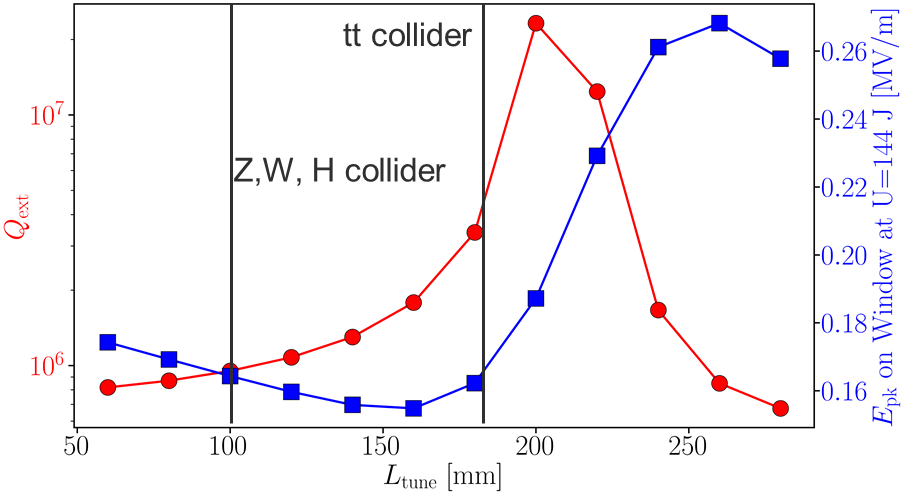 tt collider
Z,W, H collider
10^7
10^6
Q_ext
0.26
0.24
0.22
0.20
0.18
0.16
E_pk on Window at U=144 J [MV/m]
50
100
150
200
250
L_tune [mm]